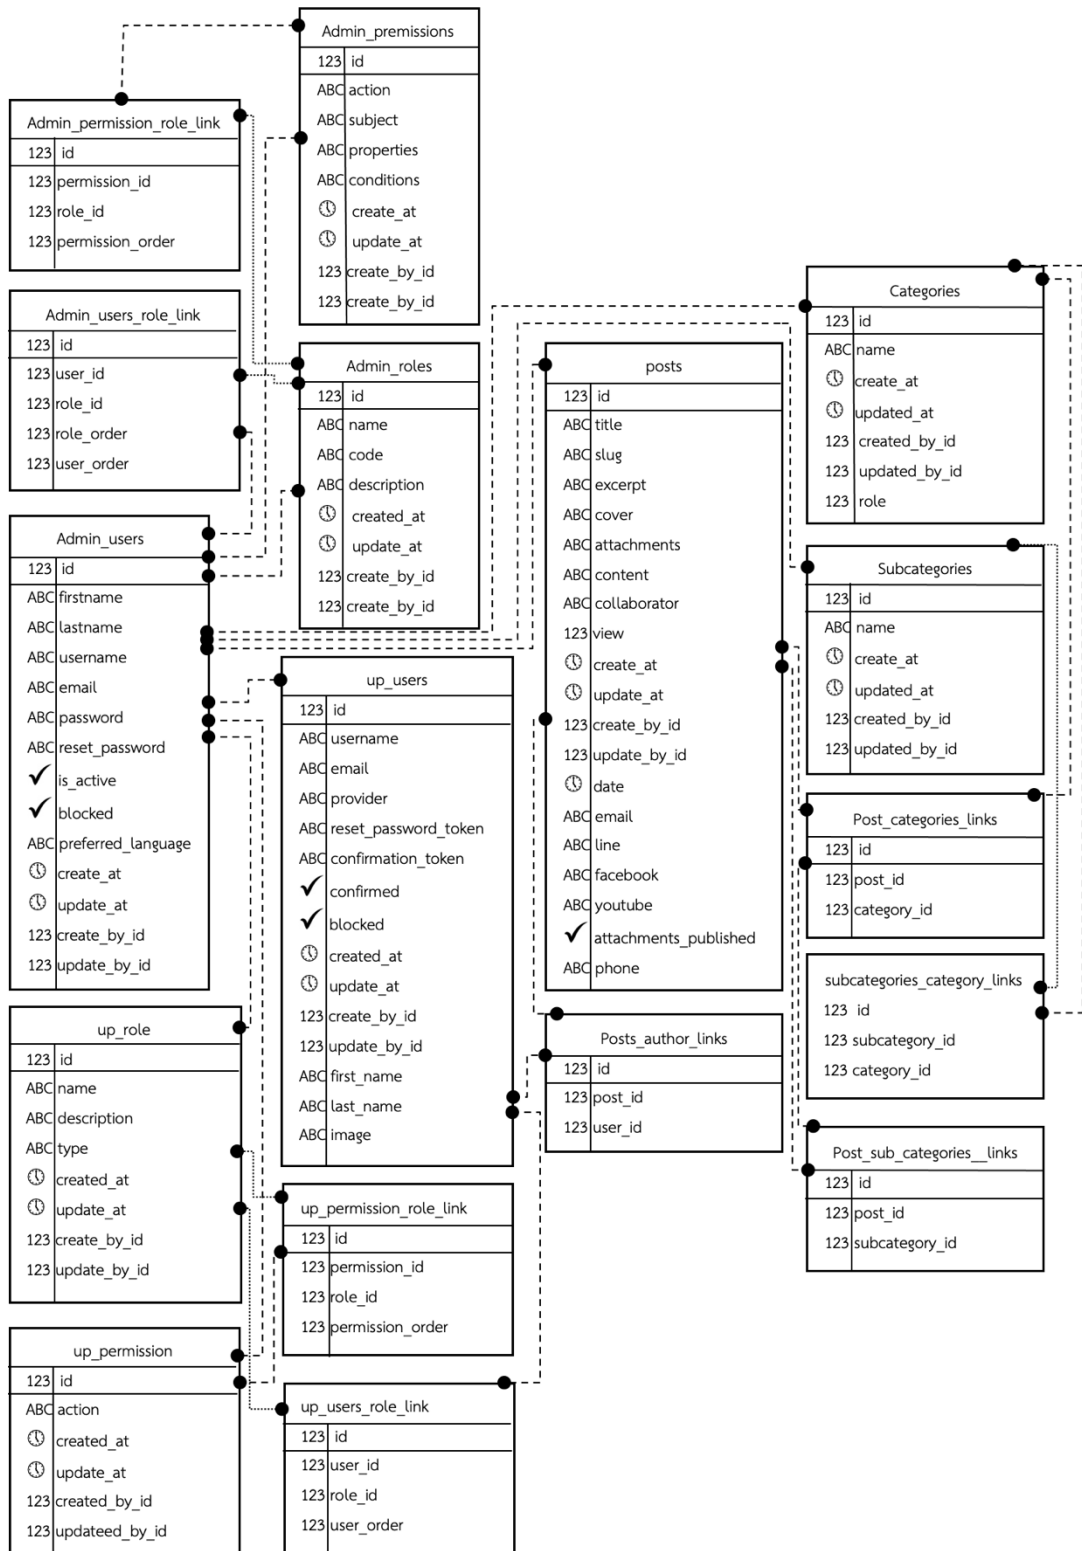 Admin_premissions
123 id
ABC action
ABC subject
ABC properties
ABC conditions
create_at
update_at
123 create_by_id
123 create_by_id
Admin_permission_role_link
123 id
123 permission_id
123 role_id
123 permission_order
Admin_users_role_link
123 id
123 user_id
123 role_id
123 role_order
123 user_order
Admin_roles
123 id
ABC name
ABC code
ABC description
created_at
update_at
123 create_by_id
123 create_by_id
Admin_users
123 id
ABC firstname
ABC lastname
ABC username
ABC email
ABC password
ABC reset_password
is_active
blocked
ABC preferred_language
create_at
update_at
123 create_by_id
123 update_by_id
up_users
123 id
ABC username
ABC email
ABC provider
ABC reset_password_token
ABC confirmation_token
confirmed
blocked
created_at
update_at
123 create_by_id
123 update_by_id
ABC first_name
ABC last_name
ABC image
posts
123 id
ABC title
ABC slug
ABC excerpt
ABC cover
ABC attachments
ABC content
ABC collaborator
123 view
create_at
update_at
123 create_by_id
123 update_by_id
date
ABC email
ABC line
ABC facebook
ABC youtube
attachments_published
ABC phone
Categories
123 id
ABC name
create_at
updated_at
123 created_by_id
123 updated_by_id
123 role
Subcategories
123 id
ABC name
create_at
updated_at
123 created_by_id
123 updated_by_id
Post_categories_links
123 id
123 post_id
123 category_id
subcategories_category_links
123 id
123 subcategory_id
123 category_id
Post_sub_categories__links
123 id
123 post_id
123 subcategory_id
Posts_author_links
123 id
123 post_id
123 user_id
up_role
123 id
ABC name
ABC description
ABC type
created_at
update_at
123 create_by_id
123 update_by_id
up_permission_role_link
123 id
123 permission_id
123 role_id
123 permission_order
up_permission
123 id
ABC action
created_at
update_at
123 created_by_id
123 updateed_by_id
up_users_role_link
123 id
123 user_id
123 role_id
123 user_order